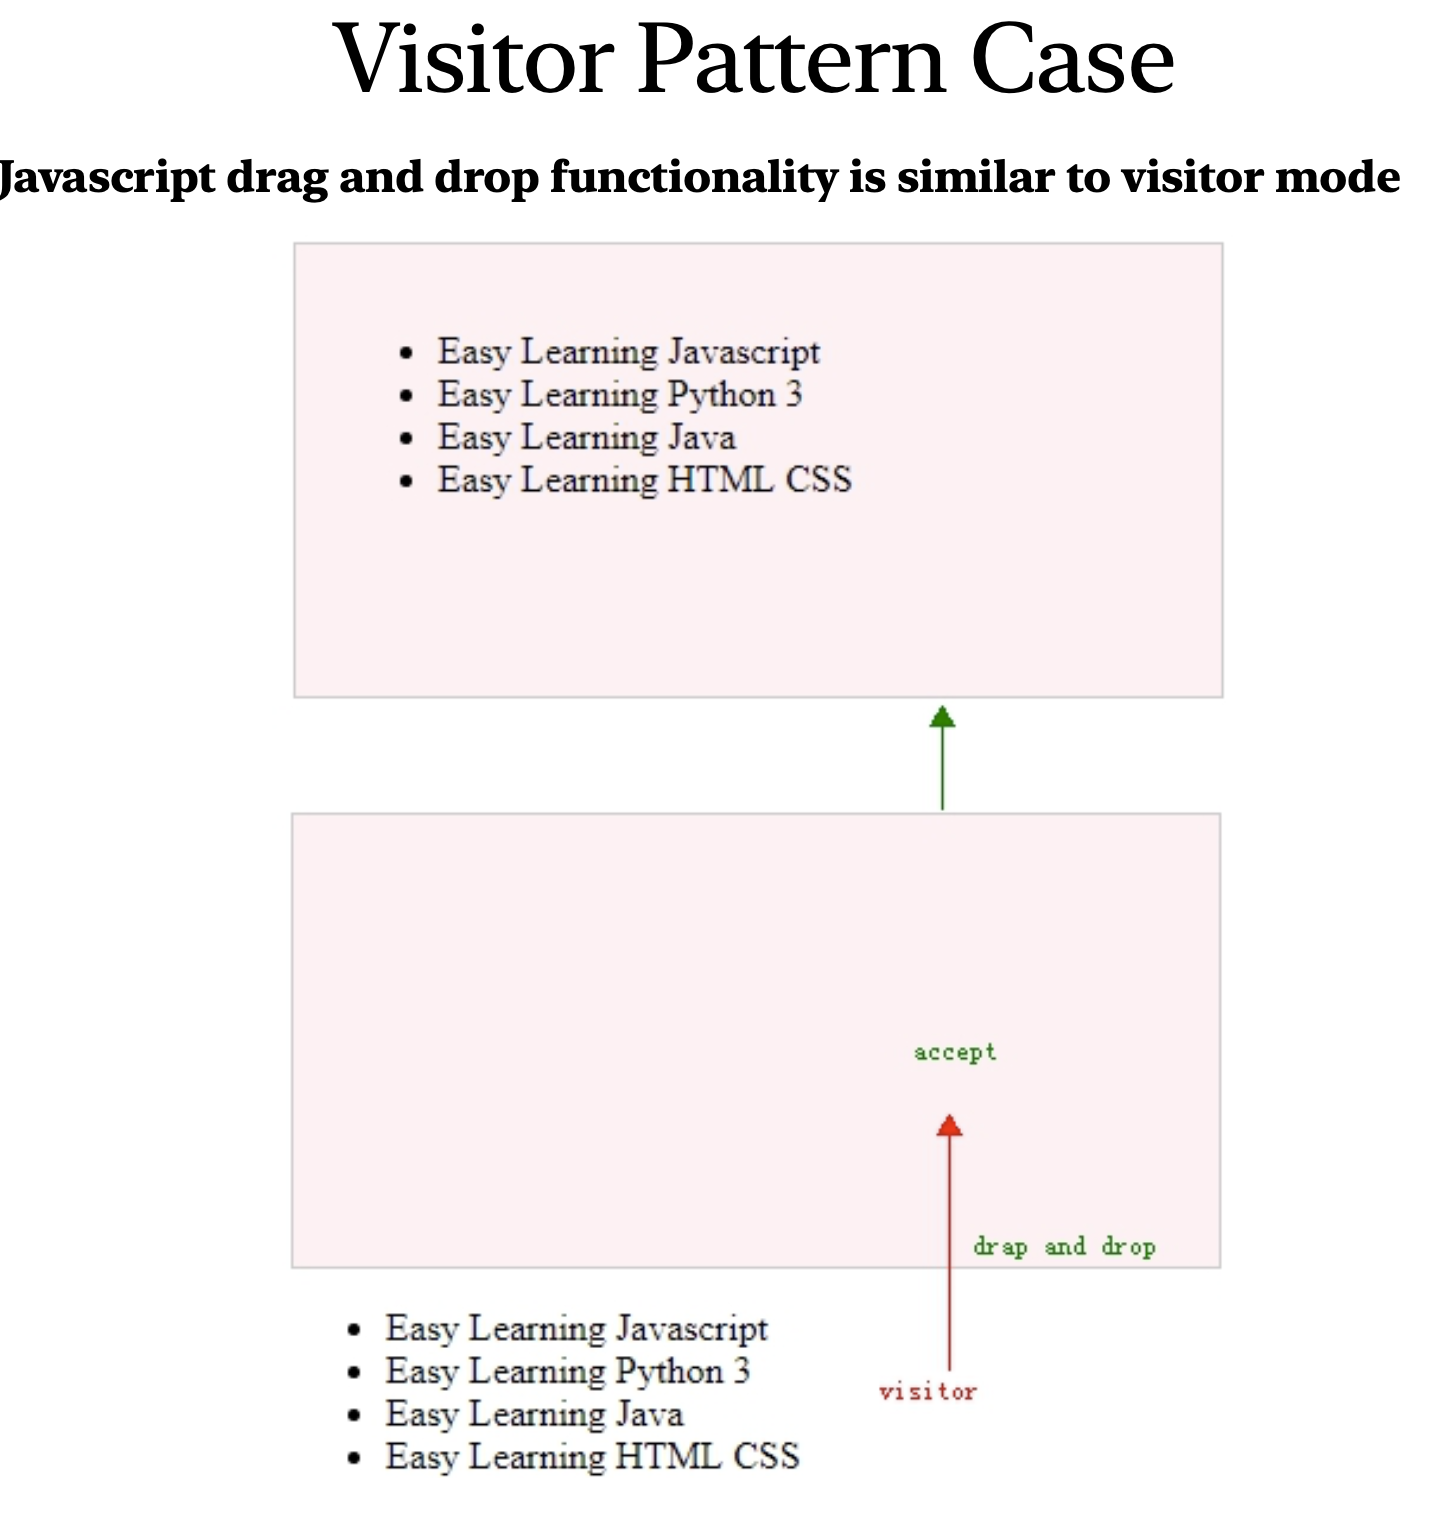 Visitor Pattern Case
Javascript drag and drop functionality is similar to visitor mode
Easy Learning Javascript
Easy Learning Python 3
Easy Learning Java
Easy Learning HTML CSS
accept
drap and drop
Easy Learning Javascript
Easy Learning Python 3
visitor
Easy Learning Java
Easy Learning HTML CSS